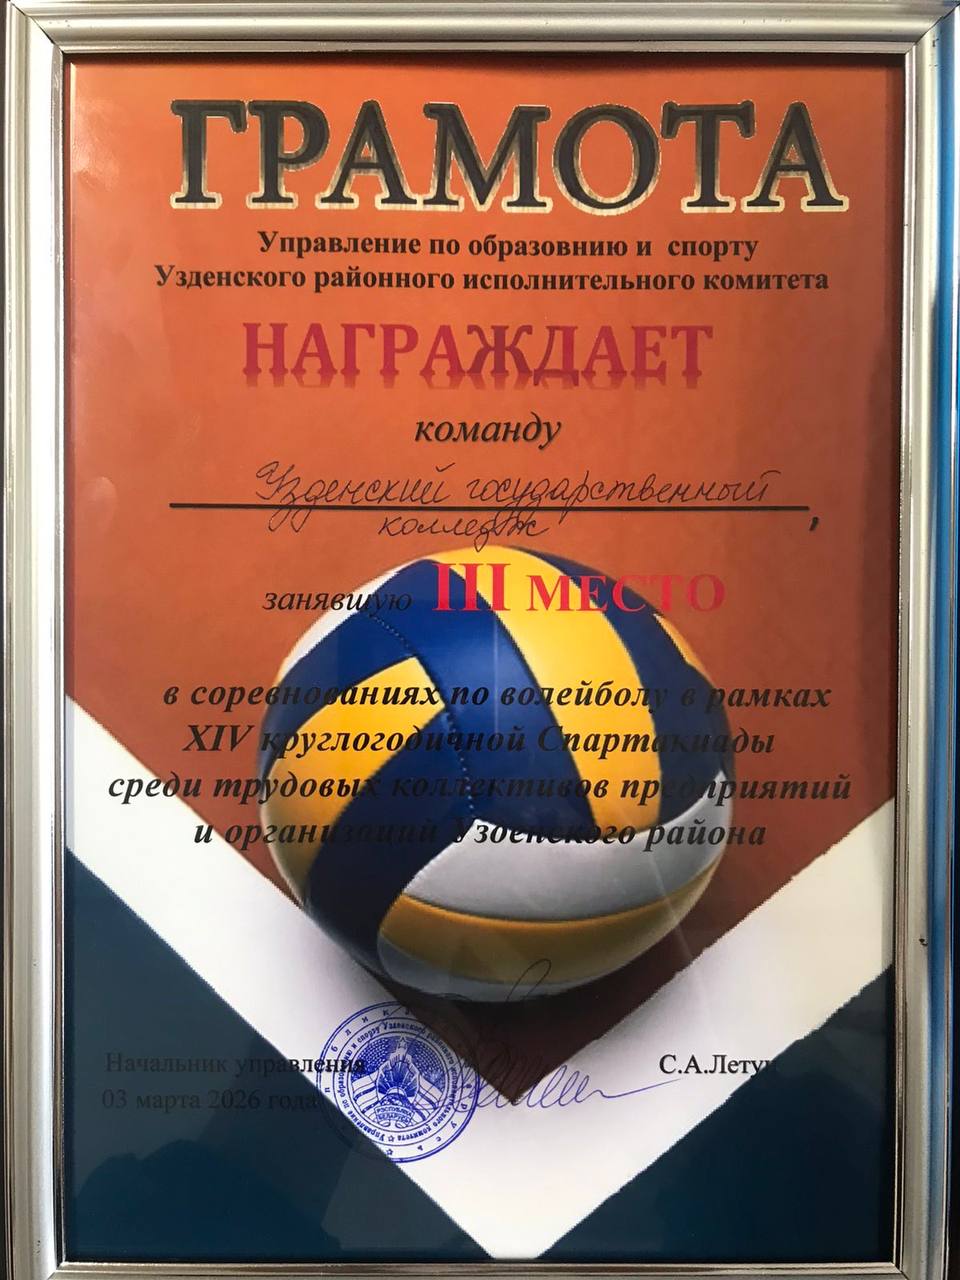 ГРАМОТА
Управление по образовнию и спорту
Узденского районного исполнительного комитета
НАГРАЖДАЕТ
команду
Узденский государственный
колледж
,
занявшую III МЕСТО
в соревнованиях по волейболу в рамках
XIV круглогодичной Спартакиады
среди трудовых коллективов предприятий
и организаций Узденского района
Начальник управления С.А.Летун
03 марта 2026 года
РЭСПУБЛІКА
БЕЛАРУСЬ